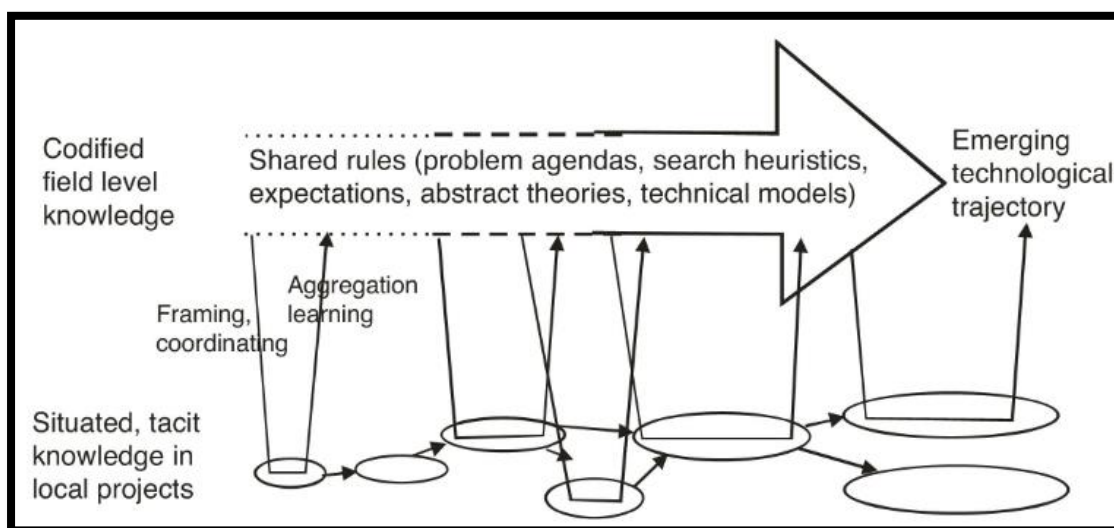 Codified
field level
knowledge
Shared rules (problem agendas, search heuristics,
expectations, abstract theories, technical models)
Emerging
technological
trajectory
Aggregation
learning
Framing,
coordinating
Situated, tacit
knowledge in
local projects